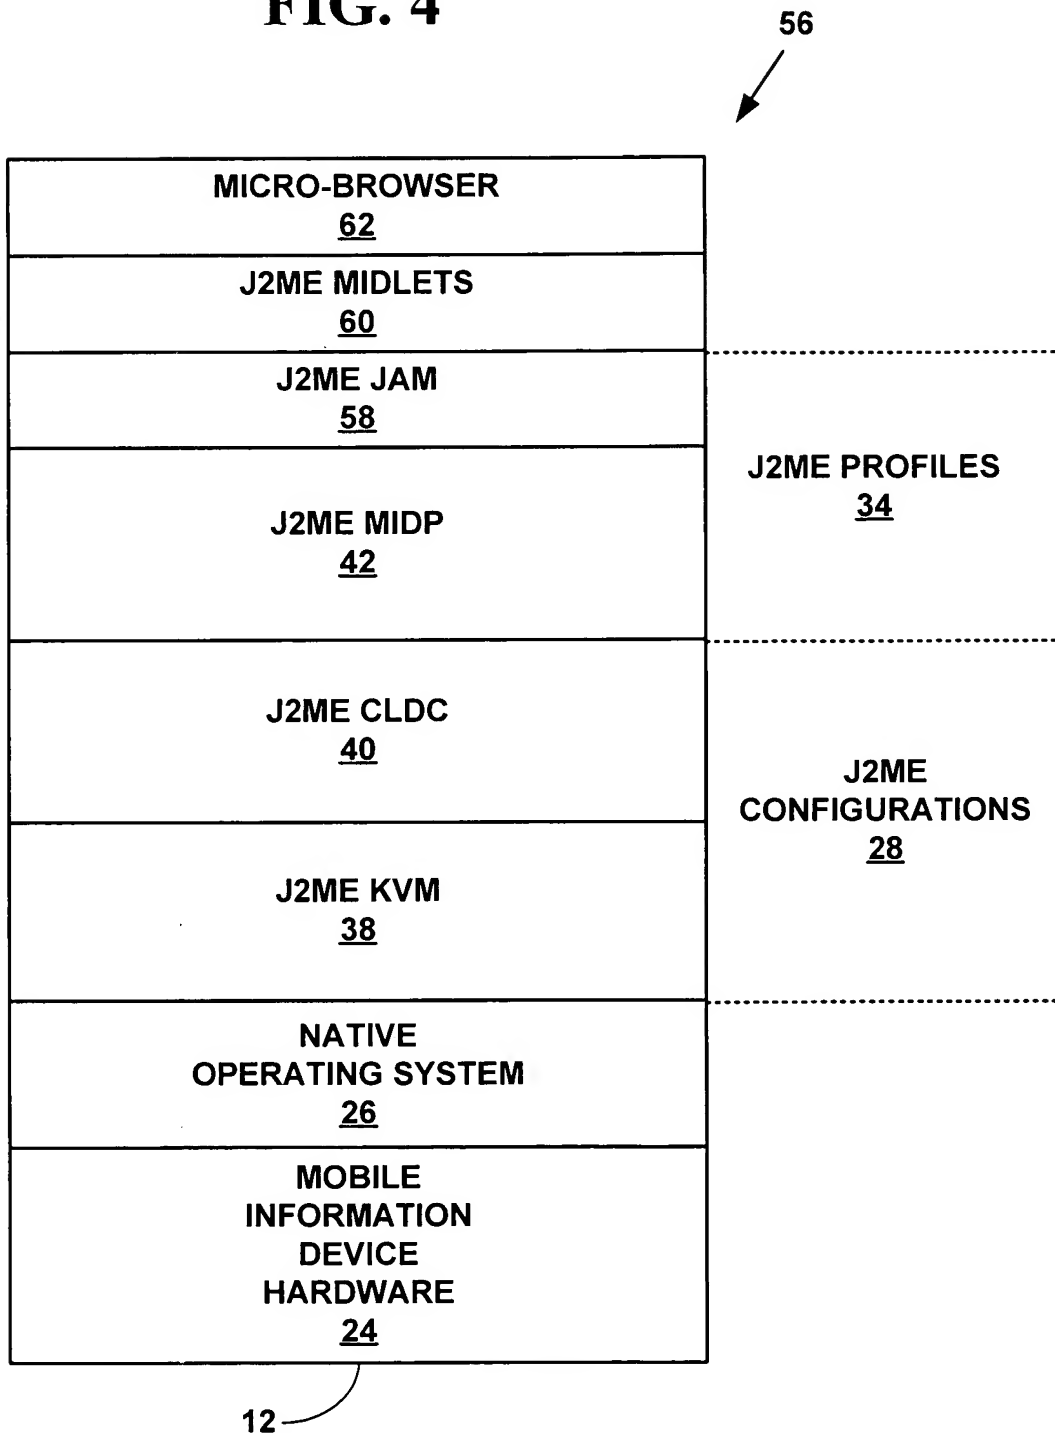 FIG. 4
56
MICRO-BROWSER
62
J2ME MIDLETS
60
J2ME JAM
58
J2ME PROFILES
34
J2ME MIDP
42
J2ME CLDC
40
J2ME
CONFIGURATIONS
28
J2ME KVM
38
NATIVE
OPERATING SYSTEM
26
MOBILE
INFORMATION
DEVICE
HARDWARE
24
12